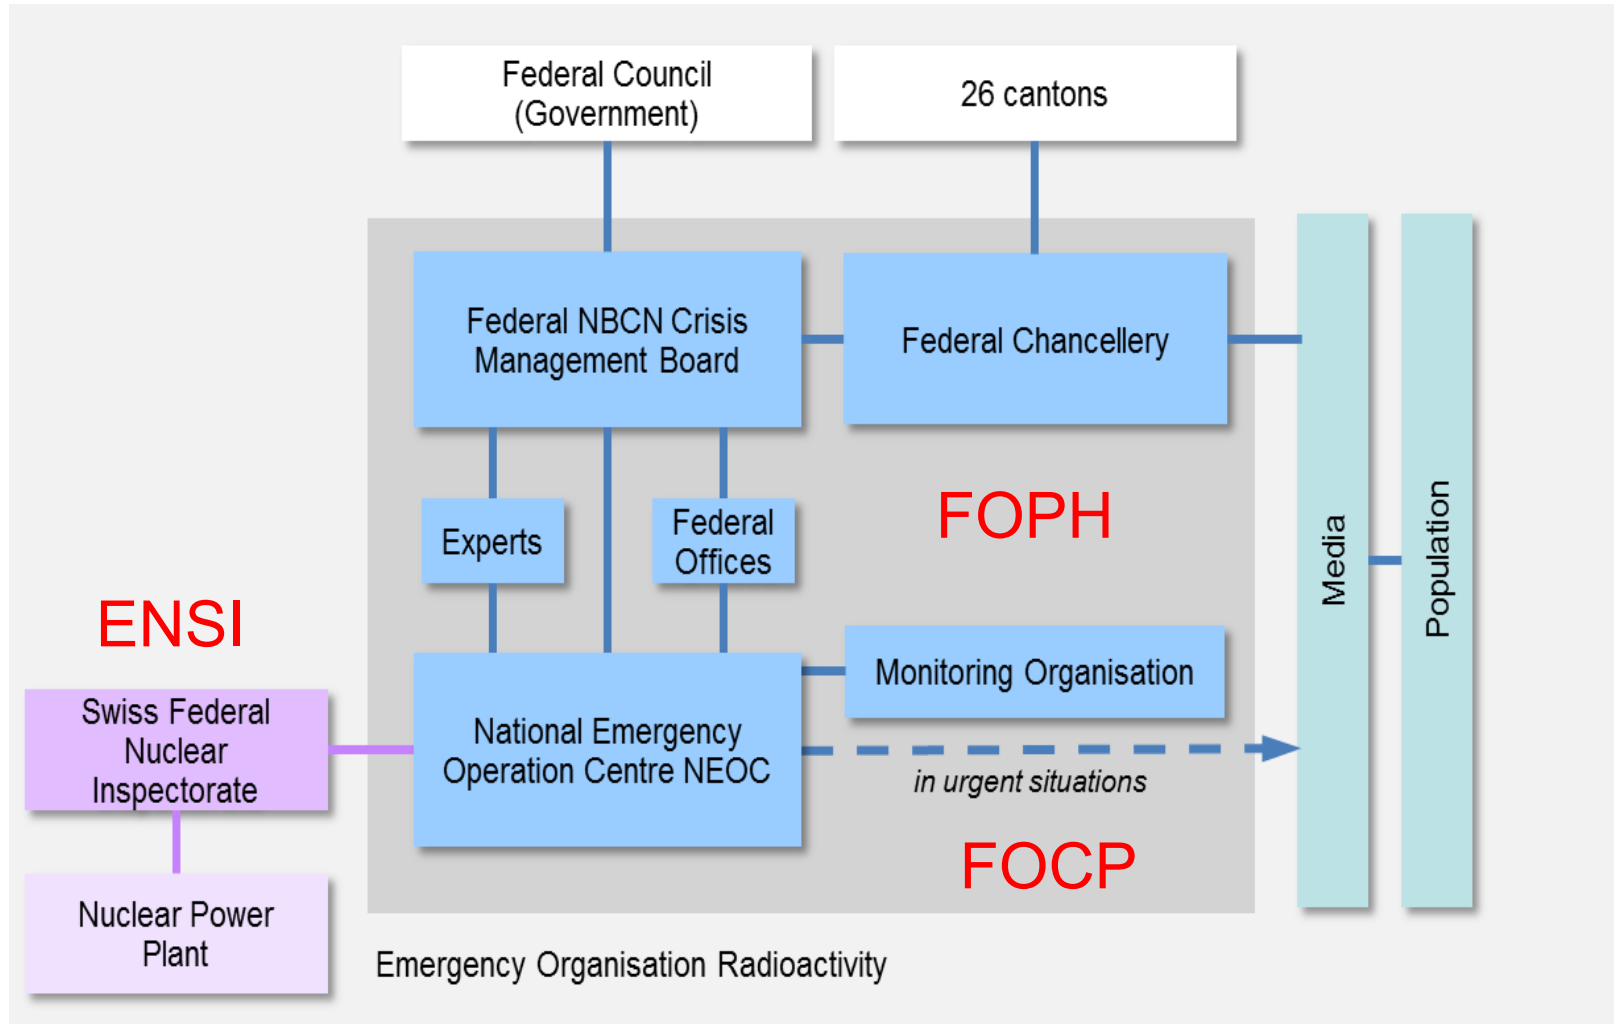 Federal Council
(Government)
26 cantons
Federal NBCN Crisis
Management Board
Federal Chancellery
Experts
Federal
Offices
FOPH
ENSI
Swiss Federal
Nuclear
Inspectorate
National Emergency
Operation Centre NEOC
Monitoring Organisation
in urgent situations
FOCP
Nuclear Power
Plant
Emergency Organisation Radioactivity
Media
Population